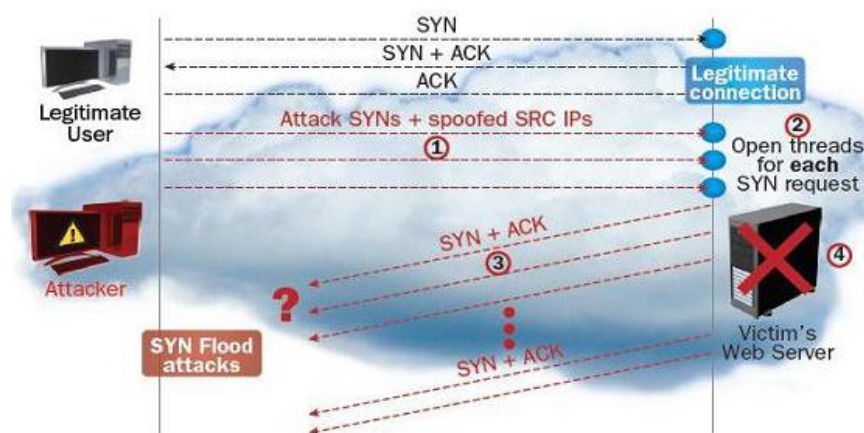 SYN
SYN + ACK
ACK
Legitimate
User
Legitimate
connection
Attack SYNs + spoofed SRC IPs
1
2
Open threads
for each
SYN request
Attacker
SYN + ACK
3
?
4
SYN Flood
attacks
SYN + ACK
Victim's
Web Server